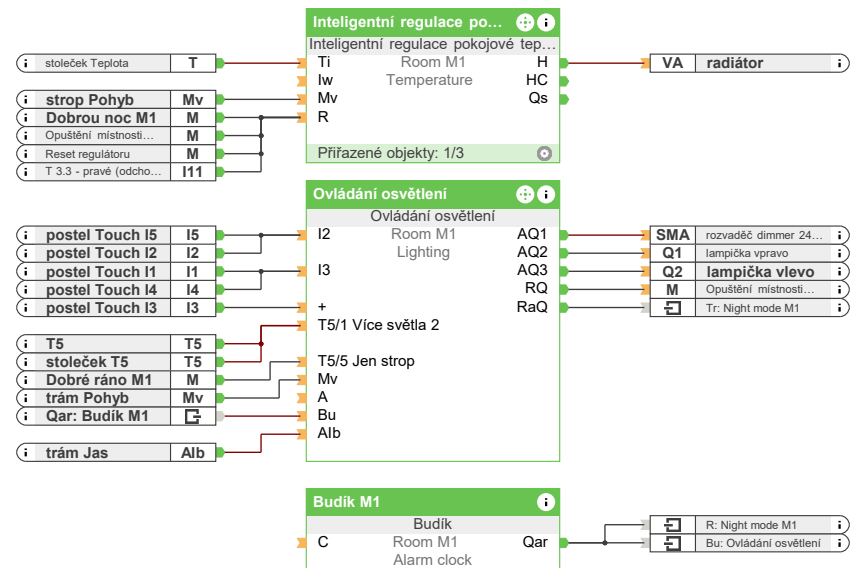 Inteligentní regulace po...
Inteligentní regulace pokojové tep...
i stoleček Teplota T
Ti Room M1 H
VA radiátor i
Iw Temperature HC
i strop Pohyb Mv
Mv Qs
i Dobrou noc M1 M
R
i Opuštění místnosti... M
i Reset regulátoru M
Přiřazené objekty: 1/3
i T 3.3 - pravé (odcho... I11
Ovládání osvětlení
Ovládání osvětlení
i postel Touch I5 I5
I2 Room M1 AQ1
SMA rozvaděč dimmer 24... i
i postel Touch I2 I2
Lighting AQ2
Q1 lampička vpravo i
i postel Touch I1 I1
I3 AQ3
Q2 lampička vlevo i
i postel Touch I4 I4
RQ
M Opuštění místnosti... i
i postel Touch I3 I3
+ RaQ
Tr: Night mode M1 i
T5/1 Více světla 2
i T5 T5
i stoleček T5 T5
T5/5 Jen strop
i Dobré ráno M1 M
Mv
i trám Pohyb Mv
A
i Qar: Budík M1
Bu
AIb
i trám Jas AIb
Budík M1
Budík
R: Night mode M1 i
C Room M1 Qar
Bu: Ovládání osvětlení i
Alarm clock